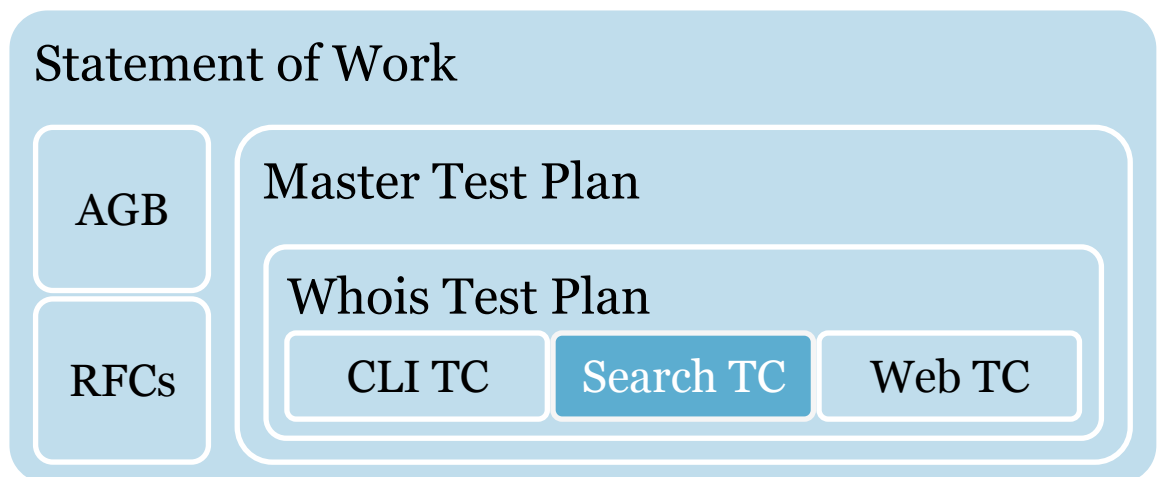 Statement of Work
AGB
RFCs
Master Test Plan
Whois Test Plan
CLI TC
Search TC
Web TC